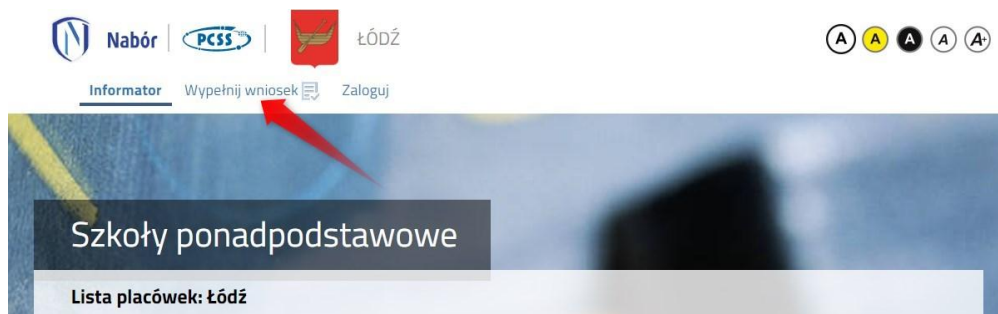 Nabór PCSS ŁÓDŹ
A A A A A+
Informator Wypełnij wniosek Zaloguj
Szkoły ponadpodstawowe
Lista placówek: Łódź